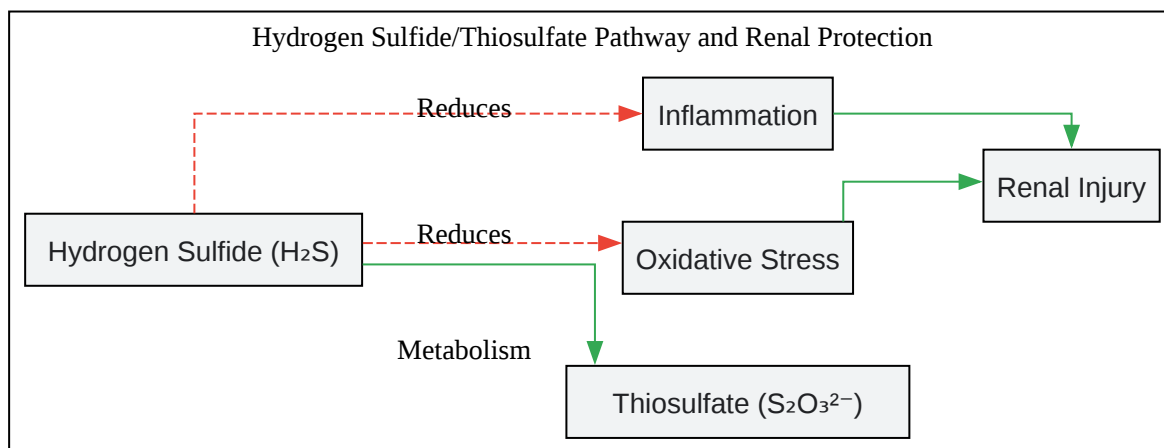 Hydrogen Sulfide/Thiosulfate Pathway and Renal Protection
Reduces
Inflammation
Renal Injury
Hydrogen Sulfide (H₂S)
Reduces
Oxidative Stress
Metabolism
Thiosulfate (S₂O₃²⁻)